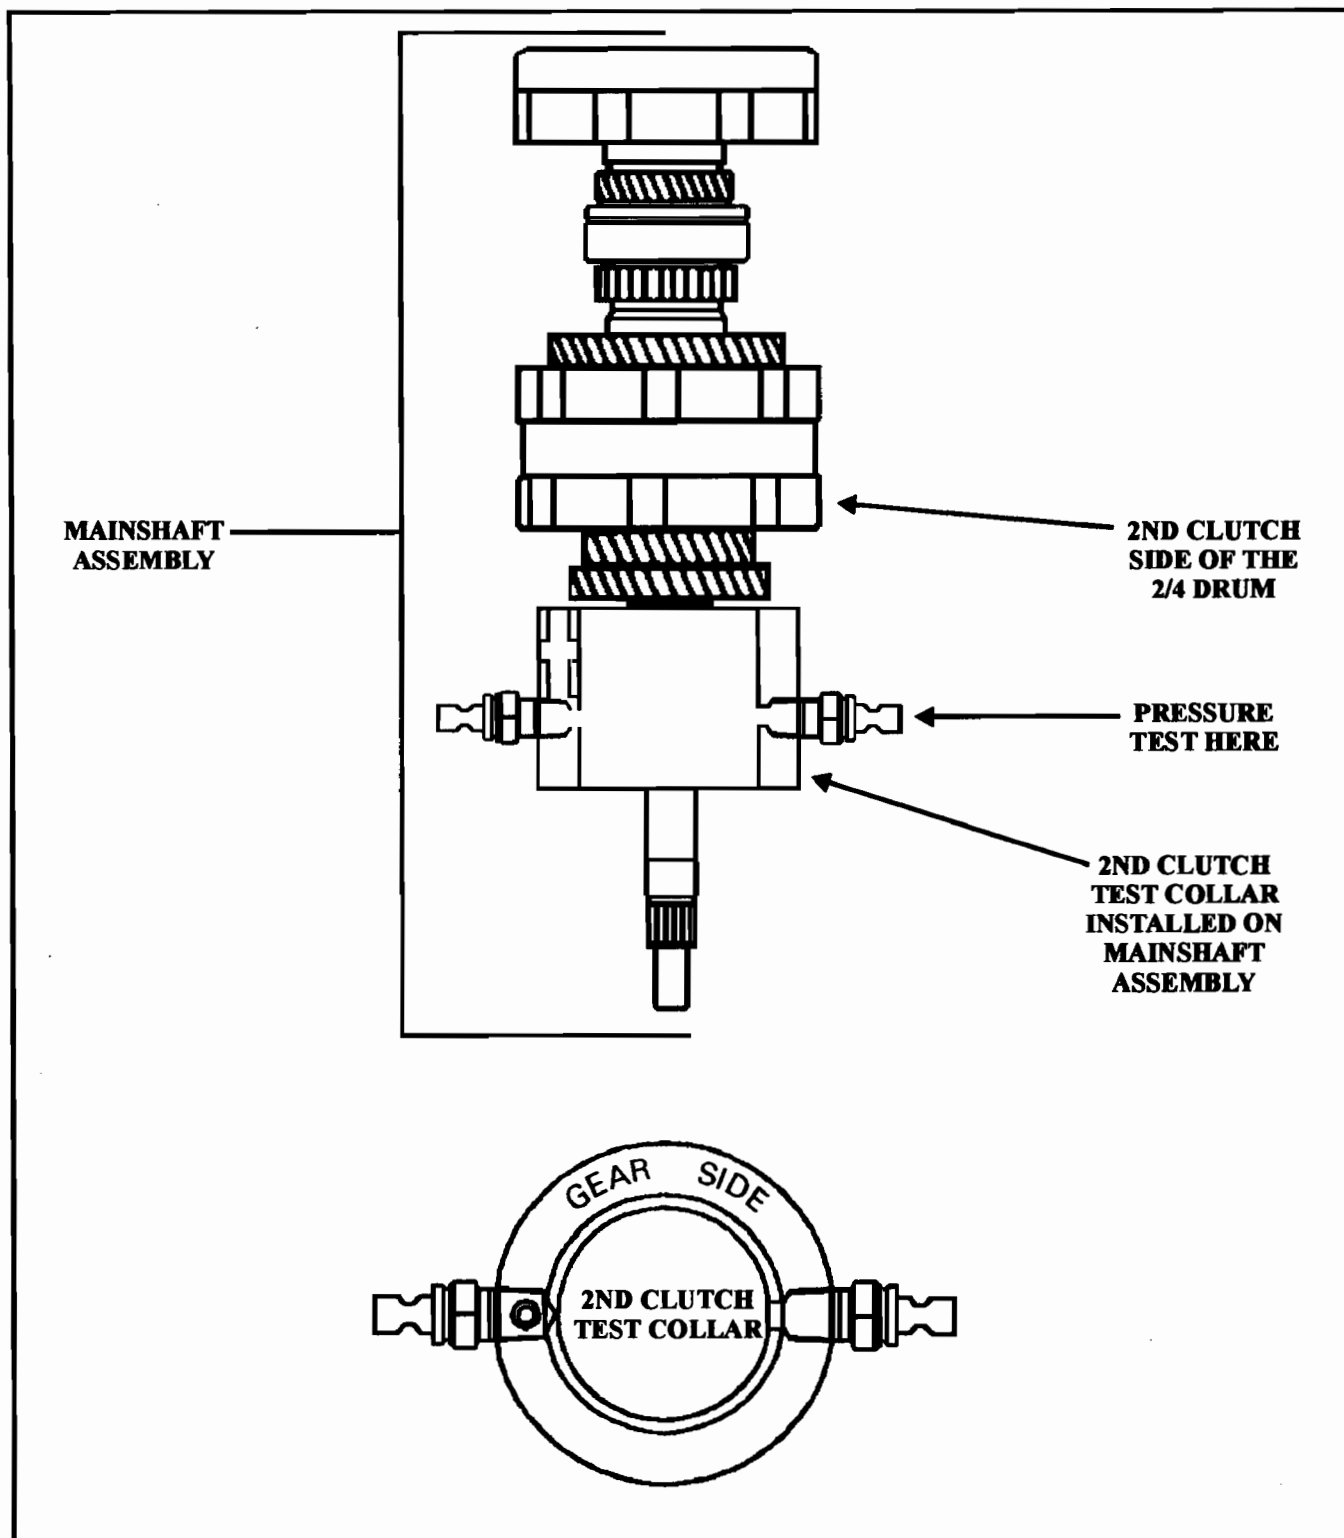 MAINSHAFT
ASSEMBLY
2ND CLUTCH
SIDE OF THE
2/4 DRUM
PRESSURE
TEST HERE
2ND CLUTCH
TEST COLLAR
INSTALLED ON
MAINSHAFT
ASSEMBLY
GEAR SIDE
2ND CLUTCH
TEST COLLAR